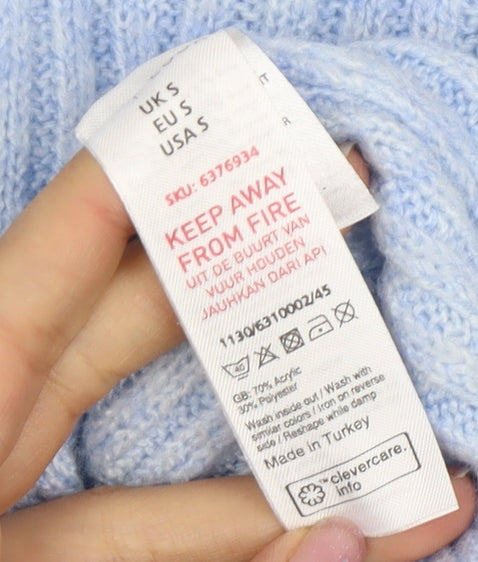 UK S
EU S
USA S
SKU: 6376934
KEEP AWAY
FROM FIRE
UIT DE BUURT VAN
VUUR HOUDEN
JAUHKAN DARI API
1130/6310002/45
40
GB: 70% Acrylic
30% Polyester
Wash inside out / Wash with
similar colors / Iron on reverse
side / Reshape while damp
Made in Turkey
™clevercare.
info